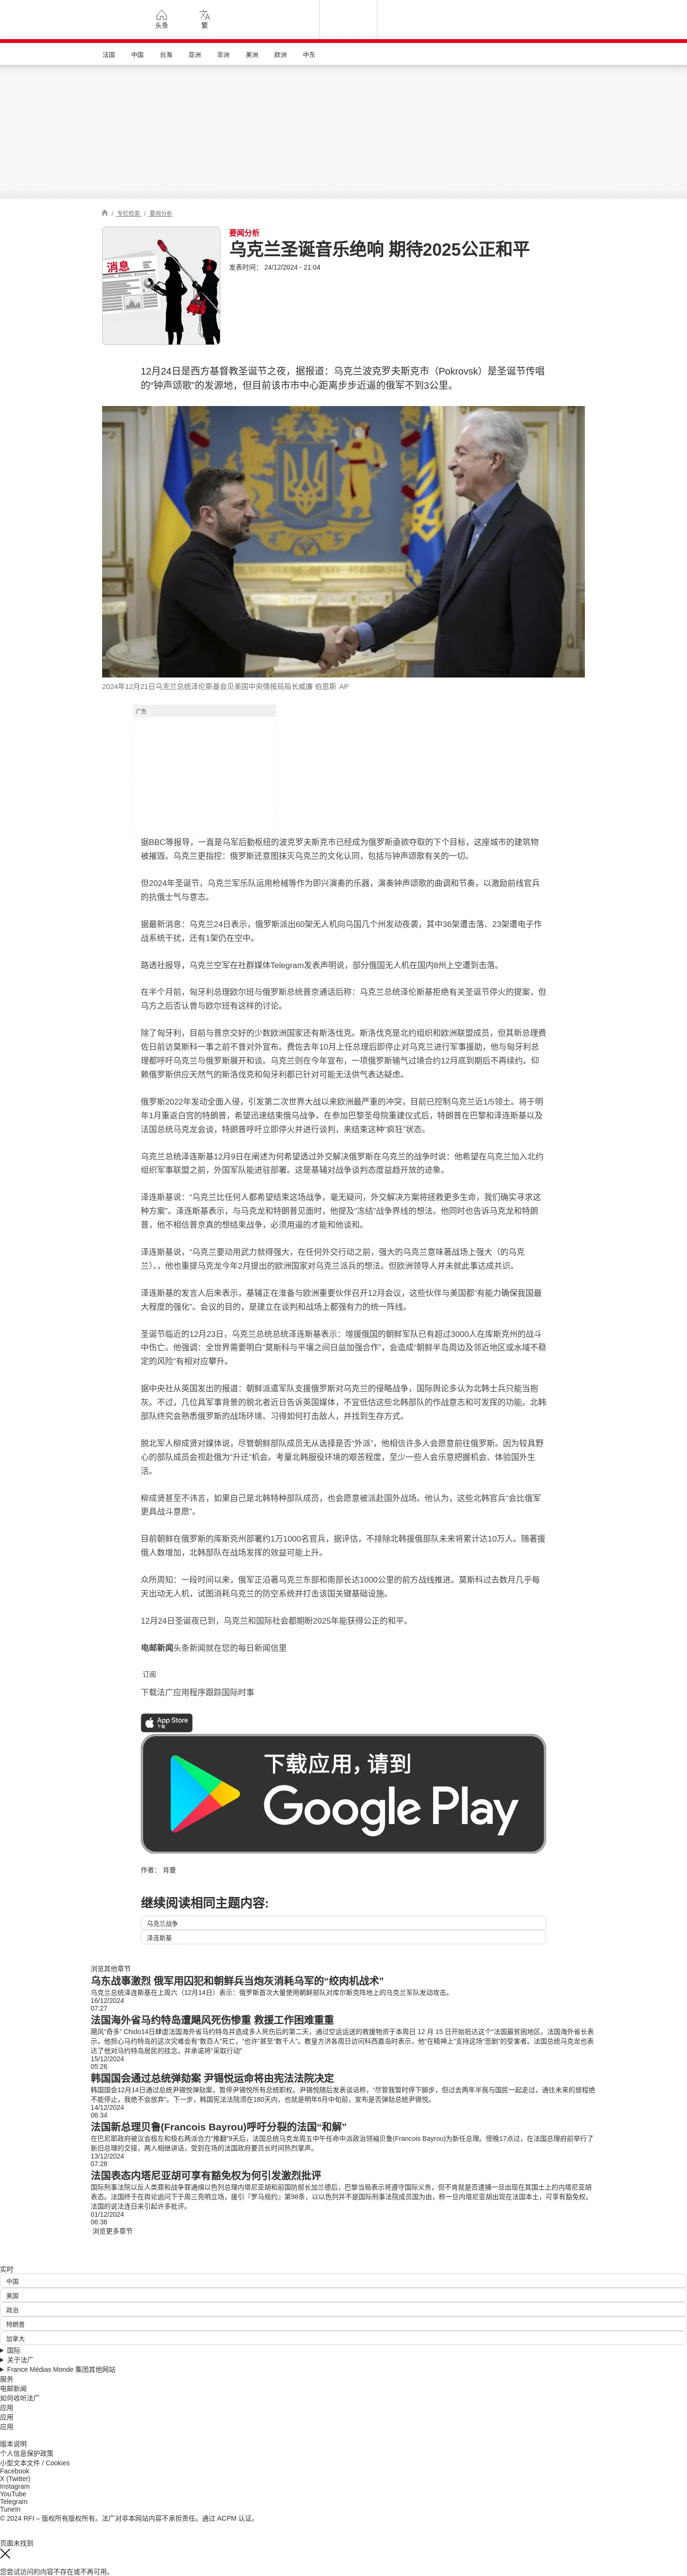 头条
繁
法国 中国 台海 亚洲 非洲 美洲 欧洲 中东
/ 专栏检索 / 要闻分析
消息
要闻分析
乌克兰圣诞音乐绝响 期待2025公正和平
发表时间： 24/12/2024 - 21:04
12月24日是西方基督教圣诞节之夜，据报道：乌克兰波克罗夫斯克市（Pokrovsk）是圣诞节传唱
的“钟声颂歌”的发源地，但目前该市市中心距离步步近逼的俄军不到3公里。
2024年12月21日乌克兰总统泽伦斯基会见美国中央情报局局长威廉 伯恩斯 AP
广告
据BBC等报导，一直是乌军后勤枢纽的波克罗夫斯克市已经成为俄罗斯亟欲夺取的下个目标，这座城市的建筑物
被摧毁。乌克兰更指控：俄罗斯还意图抹灭乌克兰的文化认同，包括与钟声颂歌有关的一切。
但2024年圣诞节，乌克兰军乐队运用枪械等作为即兴演奏的乐器，演奏钟声颂歌的曲调和节奏，以激励前线官兵
的抗俄士气与意志。
据最新消息：乌克兰24日表示，俄罗斯派出60架无人机向乌国几个州发动夜袭，其中36架遭击落、23架遭电子作
战系统干扰，还有1架仍在空中。
路透社报导，乌克兰空军在社群媒体Telegram发表声明说，部分俄国无人机在国内8州上空遭到击落。
在半个月前，匈牙利总理欧尔班与俄罗斯总统普京通话后称：乌克兰总统泽伦斯基拒绝有关圣诞节停火的提案，但
乌方之后否认曾与欧尔班有这样的讨论。
除了匈牙利，目前与普京交好的少数欧洲国家还有斯洛伐克。斯洛伐克是北约组织和欧洲联盟成员，但其新总理费
佐日前访莫斯科一事之前不曾对外宣布。费佐去年10月上任总理后即停止对乌克兰进行军事援助，他与匈牙利总
理都呼吁乌克兰与俄罗斯展开和谈。乌克兰则在今年宣布，一项俄罗斯输气过境合约12月底到期后不再续约。仰
赖俄罗斯供应天然气的斯洛伐克和匈牙利都已针对可能无法供气表达疑虑。
俄罗斯2022年发动全面入侵，引发第二次世界大战以来欧洲最严重的冲突，目前已控制乌克兰近1/5领土。将于明
年1月重返白宫的特朗普，希望迅速结束俄乌战争。在参加巴黎圣母院重建仪式后，特朗普在巴黎和泽连斯基以及
法国总统马克龙会谈，特朗普呼吁立即停火并进行谈判，来结束这种“疯狂”状态。
乌克兰总统泽连斯基12月9日在阐述为何希望透过外交解决俄罗斯在乌克兰的战争时说：他希望在乌克兰加入北约
组织军事联盟之前，外国军队能进驻部署。这是基辅对战争谈判态度益趋开放的迹象。
泽连斯基说：“乌克兰比任何人都希望结束这场战争，毫无疑问，外交解决方案将拯救更多生命，我们确实寻求这
种方案”。泽连斯基表示，与马克龙和特朗普见面时，他提及“冻结”战争界线的想法。他同时也告诉马克龙和特朗
普，他不相信普京真的想结束战争，必须用逼的才能和他谈和。
泽连斯基说，“乌克兰要动用武力就得强大，在任何外交行动之前，强大的乌克兰意味著战场上强大（的乌克
兰）。，他也重提马克龙今年2月提出的欧洲国家对乌克兰派兵的想法。但欧洲领导人并未就此事达成共识。
泽连斯基的发言人后来表示，基辅正在淮备与欧洲重要伙伴召开12月会议，这些伙伴与美国都“有能力确保我国最
大程度的强化”。会议的目的，是建立在谈判和战场上都强有力的统一阵线。
圣诞节临近的12月23日，乌克兰总统总统泽连斯基表示：增援俄国的朝鲜军队已有超过3000人在库斯克州的战斗
中伤亡。他强调：全世界需要明白“莫斯科与平壤之间日益加强合作”，会造成“朝鲜半岛周边及邻近地区或水域不稳
定的风险”有相对应攀升。
据中央社从英国发出的报道：朝鲜派遣军队支援俄罗斯对乌克兰的侵略战争，国际舆论多认为北韩士兵只能当抱
灰。不过，几位具军事背景的脱北者近日告诉英国媒体，不宜低估这些北韩部队的作战意志和可发挥的功能。北韩
部队终究会熟悉俄罗斯的战场环境、习得如何打击敌人，并找到生存方式。
脱北军人柳成贤对媒体说，尽管朝鲜部队成员无从选择是否“外派”，他相信许多人会愿意前往俄罗斯。因为较具野
心的部队成员会视赴俄为“升迁”机会。考量北韩服役环境的艰苦程度，至少一些人会乐意把握机会、体验国外生
活。
柳成贤甚至不讳言，如果自己是北韩特种部队成员，也会愿意被派赴国外战场。他认为，这些北韩官兵“会比俄军
更具战斗意愿”。
目前朝鲜在俄罗斯的库斯克州部署约1万1000名官兵，据评估，不排除北韩援俄部队未来将累计达10万人。随著援
俄人数增加，北韩部队在战场发挥的效益可能上升。
众所周知：一段时间以来，俄军正沿著乌克兰东部和南部长达1000公里的前方战线推进。莫斯科过去数月几乎每
天出动无人机，试图消耗乌克兰的防空系统并打击该国关键基础设施。
12月24日圣诞夜已到，乌克兰和国际社会都期盼2025年能获得公正的和平。
电邮新闻头条新闻就在您的每日新闻信里
订阅
下载法广应用程序跟踪国际时事
App Store
下载
下载应用，请到
Google Play
作者： 肖曼
继续阅读相同主题内容:
乌克兰战争
泽连斯基
浏览其他章节
乌东战事激烈 俄军用囚犯和朝鲜兵当炮灰消耗乌军的“绞肉机战术”
乌克兰总统泽连斯基在上周六（12月14日）表示：俄罗斯首次大量使用朝鲜部队对库尔斯克阵地上的乌克兰军队发动攻击。
16/12/2024
07:27
法国海外省马约特岛遭飓风死伤惨重 救援工作困难重重
飓风“奇多” Chido14日肆虐法国海外省马约特岛并造成多人死伤后的第二天，通过空运运送的救援物资于本周日 12 月 15 日开始抵达这个“法国最贫困地区。法国海外省长表
示，他担心马约特岛的这次灾难会有“数百人”死亡，“也许”甚至“数千人”。教皇方济各周日访问科西嘉岛时表示，他“在精神上”支持这场“悲剧”的受害者。法国总统马克龙也表
达了他对马约特岛居民的挂念，并承诺将“采取行动”
15/12/2024
05:26
韩国国会通过总统弹劾案 尹锡悦运命将由宪法法院决定
韩国国会12月14日通过总统尹锡悦弹劾案，暂停尹锡悦所有总统职权。尹锡悦随后发表谈话称，“尽管我暂时停下脚步，但过去两年半我与国民一起走过，通往未来的旅程绝
不能停止，我绝不会放弃”。下一步，韩国宪法法院须在180天内，也就是明年6月中旬前，宣布是否弹劾总统尹锡悦。
14/12/2024
06:34
法国新总理贝鲁(Francois Bayrou)呼吁分裂的法国“和解”
在巴尼耶政府被议会极左和极右两派合力“推翻”9天后，法国总统马克龙周五中午任命中派政治领袖贝鲁(Francois Bayrou)为新任总理。傍晚17点过，在法国总理府前举行了
新旧总理的交接，两人相继讲话，受到在场的法国政府要员长时间热烈掌声。
13/12/2024
07:28
法国表态内塔尼亚胡可享有豁免权为何引发激烈批评
国际刑事法院以反人类罪和战争罪通缉以色列总理内塔尼亚胡和前国防部长加兰德后，巴黎当局表示将遵守国际义务，但不肯就是否逮捕一旦出现在其国土上的内塔尼亚胡
表态。法国终于在舆论追问下于周三亮明立场，援引『罗马规约』第98条，以以色列并不是国际刑事法院成员国为由，称一旦内塔尼亚胡出现在法国本土，可享有豁免权。
法国的说法连日来引起许多批评。
01/12/2024
06:36
浏览更多章节
实时
中国
美国
政治
特朗普
加拿大
国际
关于法广
France Médias Monde 集团其他网站
服务
电邮新闻
如何收听法广
应用
应用
应用
版本说明
个人信息保护政策
小型文本文件 / Cookies
Facebook
X (Twitter)
Instagram
YouTube
Telegram
TuneIn
© 2024 RFI – 版权所有版权所有。法广对非本网站内容不承担责任。通过 ACPM 认证。
页面未找到
您尝试访问的内容不存在或不再可用。